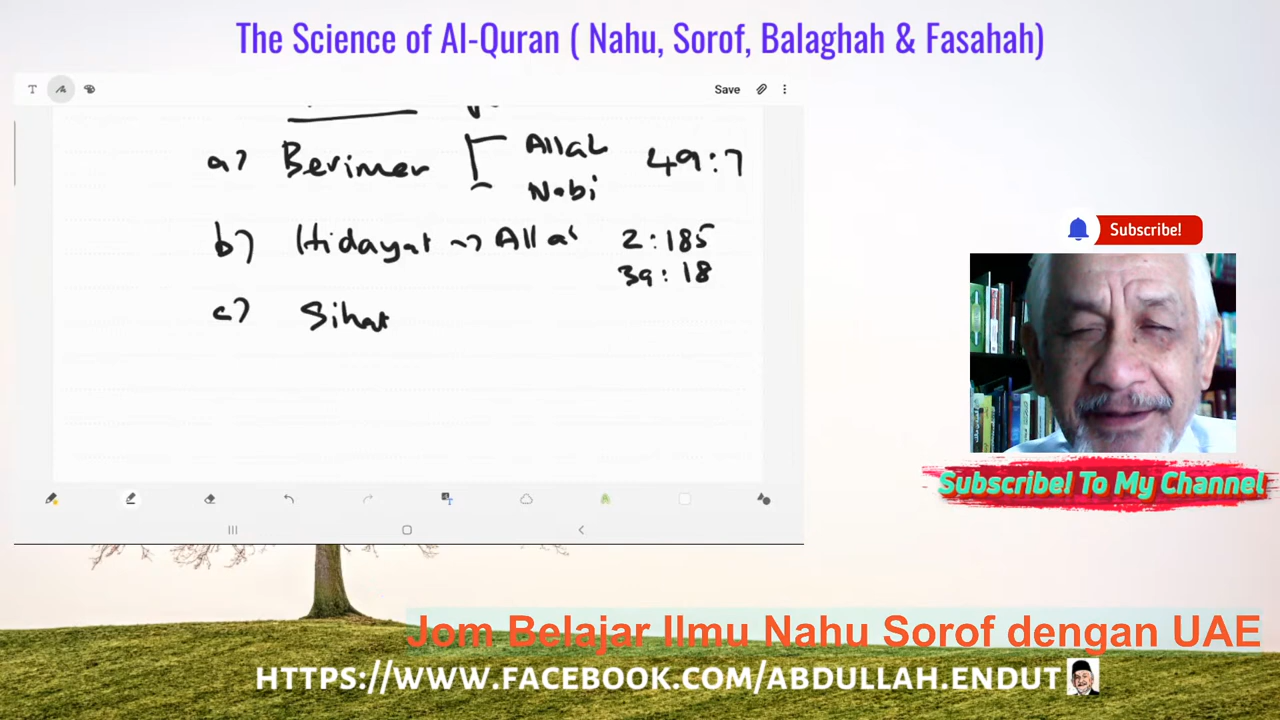 The Science of Al-Quran ( Nahu, Sorof, Balaghah & Fasahah)
T Save
a) Berimen Allah 49:7
Nabi
b) Hidayat → Allah 2:185
39:18
c) Sihat
Subscribe!
Subscribe! To My Channel
Jom Belajar Ilmu Nahu Sorof dengan UAE
HTTPS://WWW.FACEBOOK.COM/ABDULLAH.ENDUT